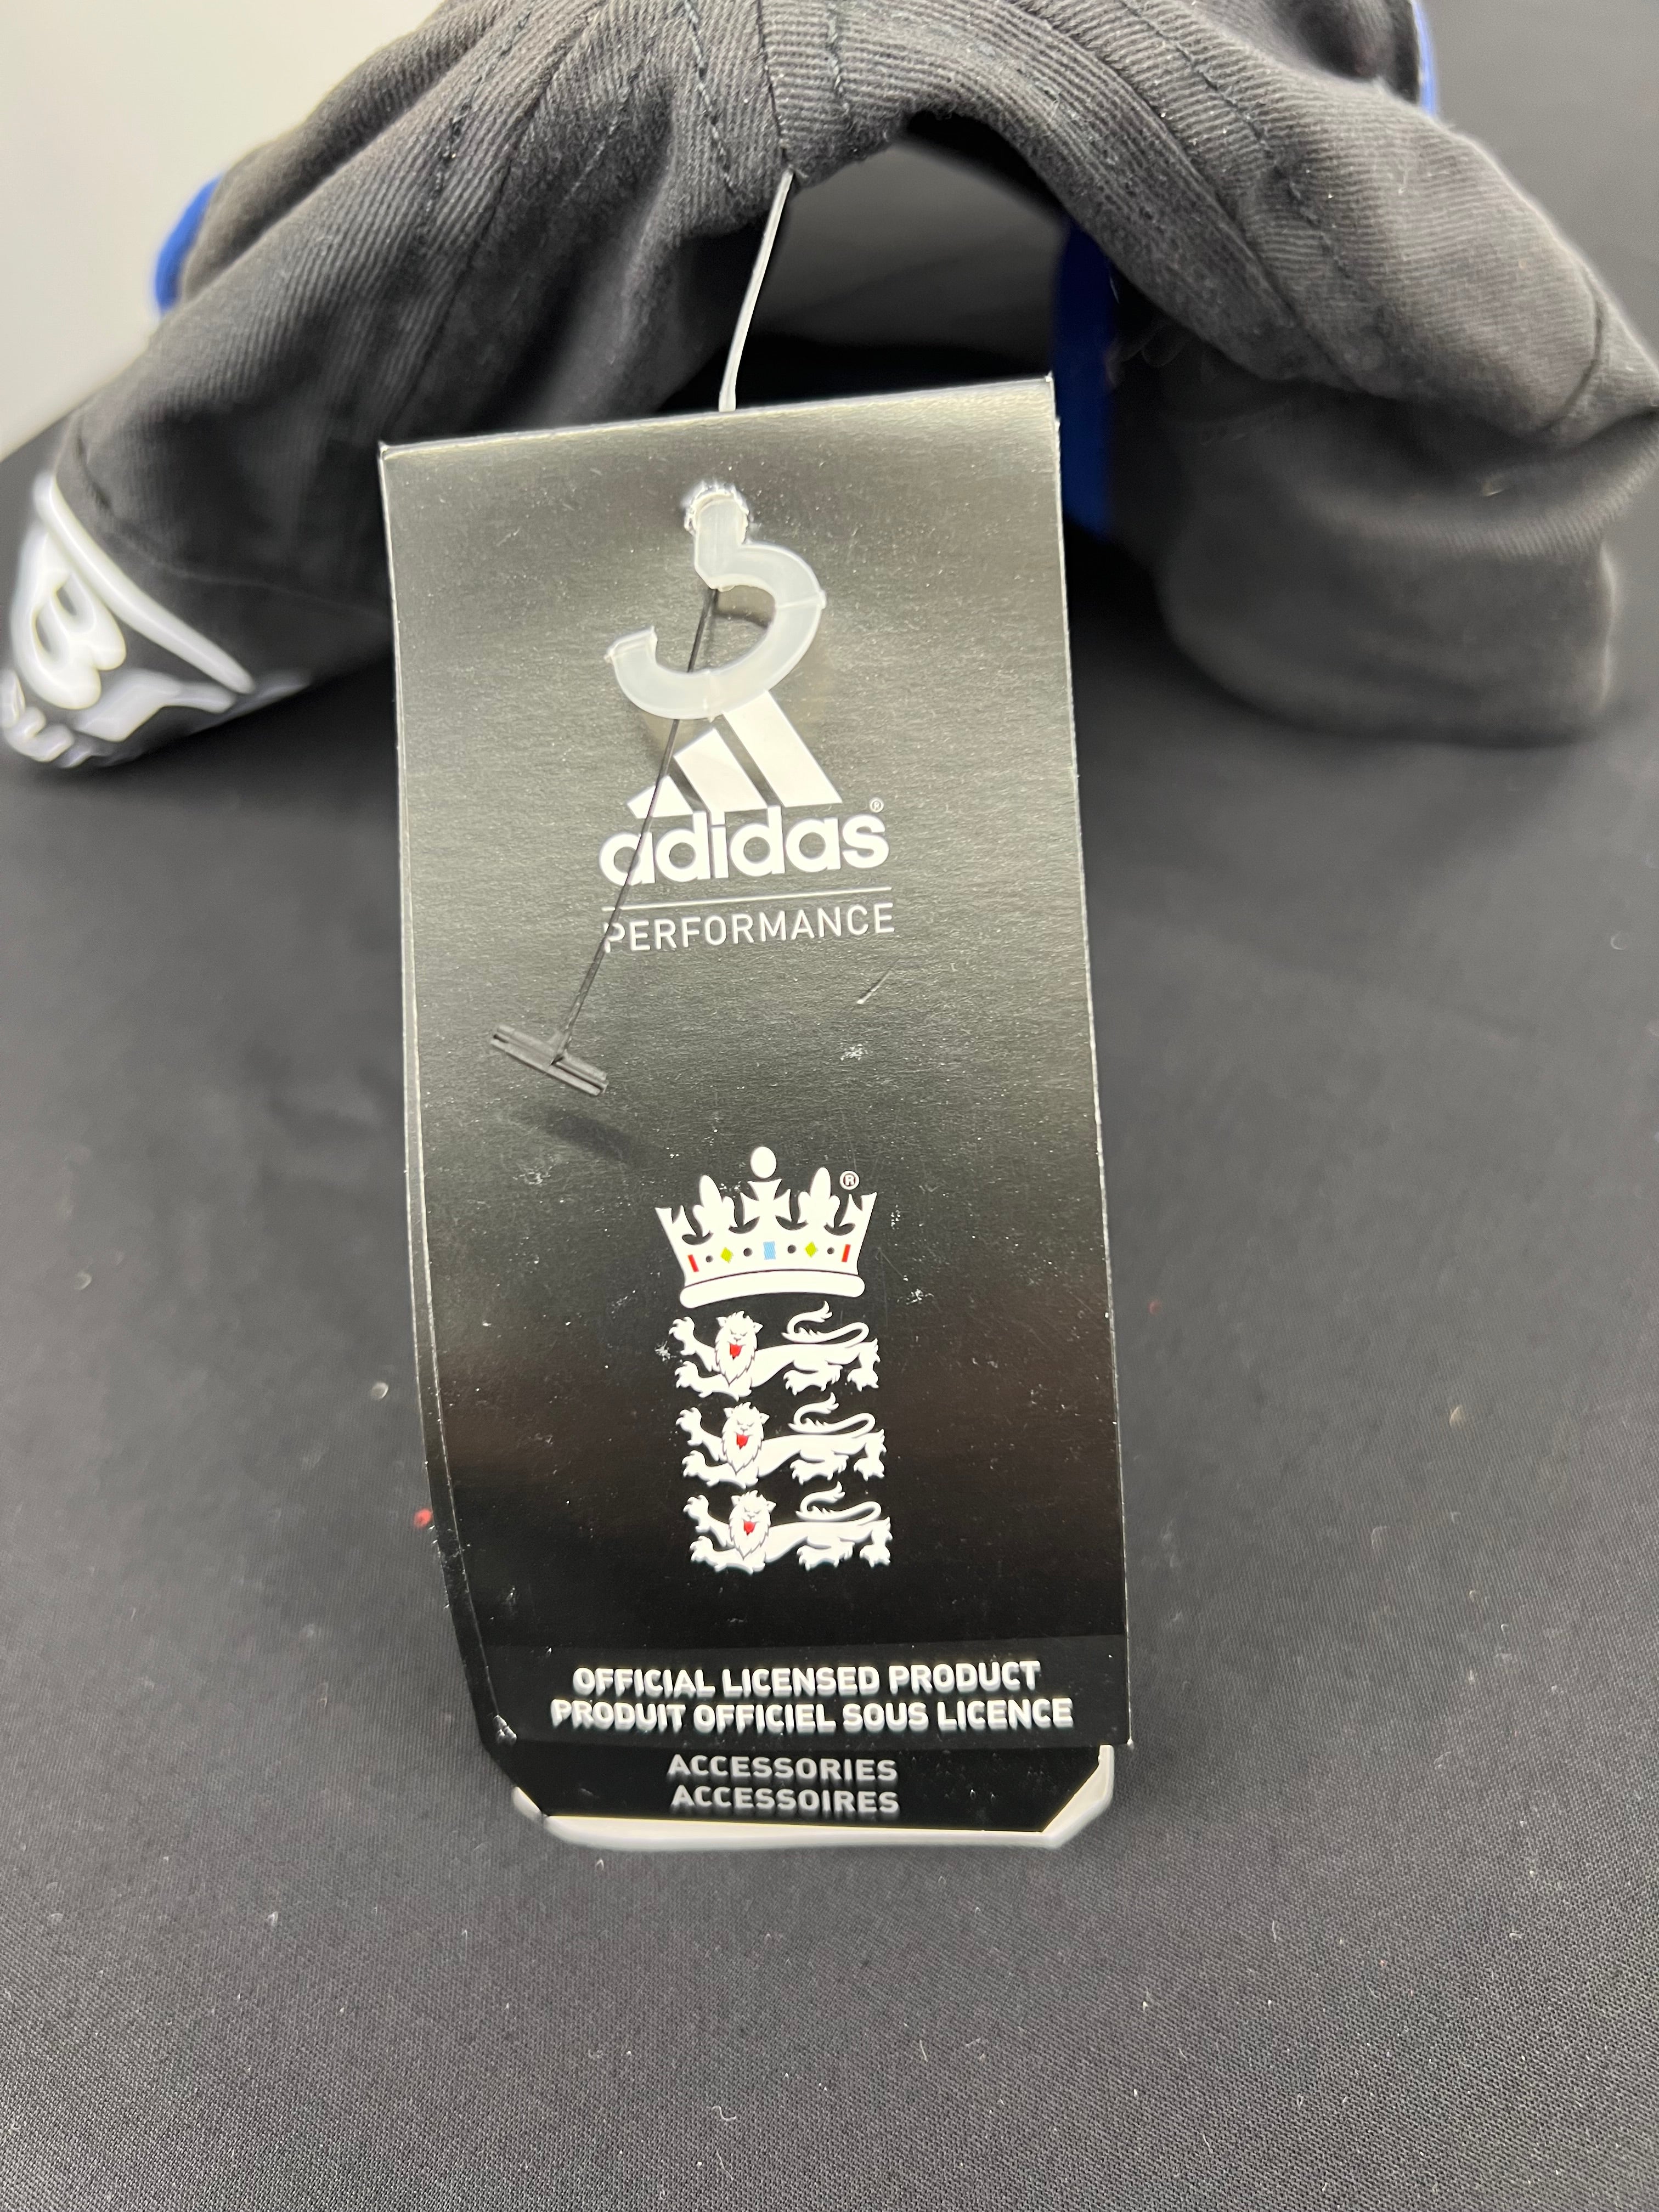 adidas®
PERFORMANCE
®
OFFICIAL LICENSED PRODUCT
PRODUIT OFFICIEL SOUS LICENCE
ACCESSORIES
ACCESSOIRES